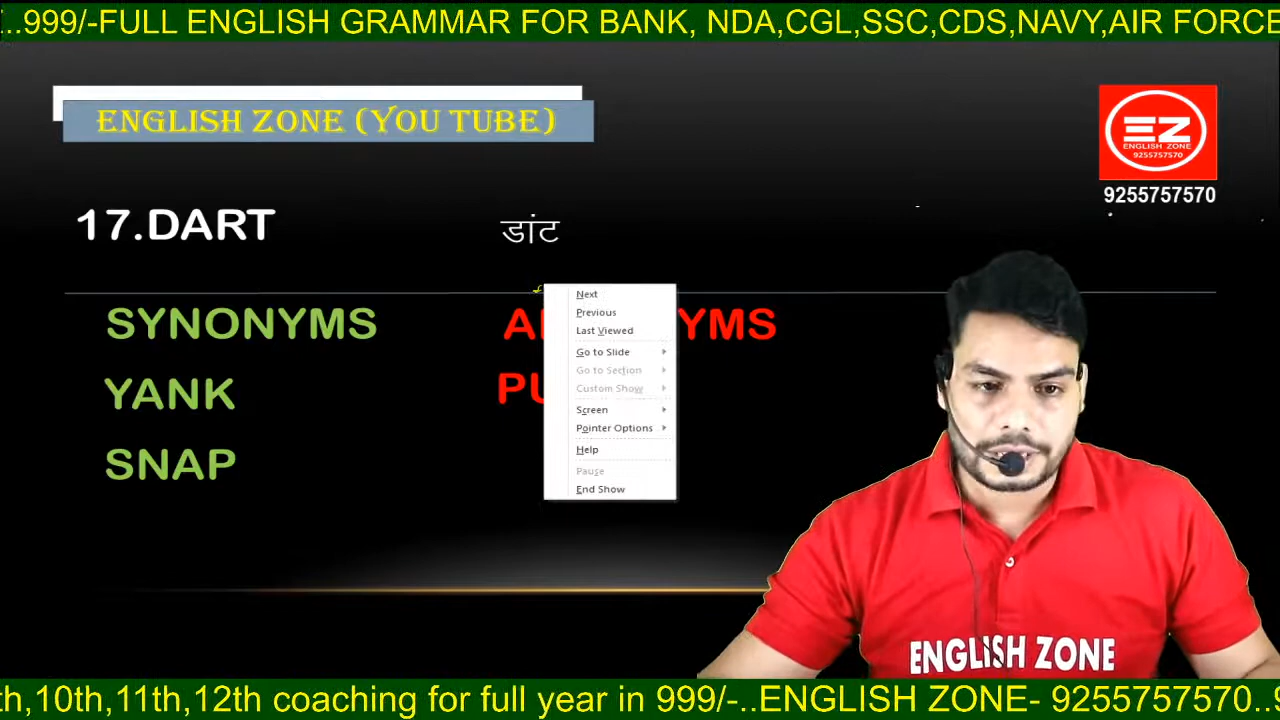 ..999/-FULL ENGLISH GRAMMAR FOR BANK, NDA,CGL,SSC,CDS,NAVY,AIR FORCE
ENGLISH ZONE (YOU TUBE)
EZ
ENGLISH ZONE
9255757570
9255757570
17.DART डांट
SYNONYMS
YANK
SNAP
Next
Previous
Last Viewed
Go to Slide
Go to Section
Custom Show
Screen
Pointer Options
Help
Pause
End Show
ENGLISH ZONE
th,10th,11th,12th coaching for full year in 999/-..ENGLISH ZONE- 9255757570..